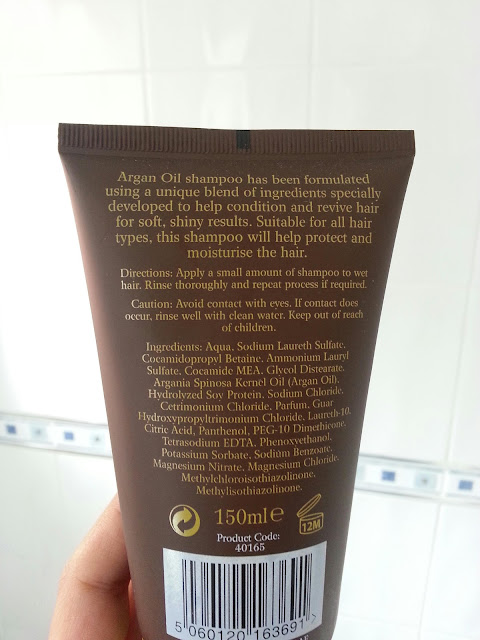 Argan Oil shampoo has been formulated
using a unique blend of ingredients specially
developed to help condition and revive hair
for soft, shiny results. Suitable for all hair
types, this shampoo will help protect and
moisturise the hair.
Directions: Apply a small amount of shampoo to wet
hair. Rinse thoroughly and repeat process if required.
Caution: Avoid contact with eyes. If contact does
occur, rinse well with clean water. Keep out of reach
of children.
Ingredients: Aqua, Sodium Laureth Sulfate,
Cocamidopropyl Betaine, Ammonium Lauryl
Sulfate, Cocamide MEA, Glycol Distearate,
Argania Spinosa Kernel Oil (Argan Oil),
Hydrolyzed Soy Protein, Sodium Chloride,
Cetrimonium Chloride, Parfum, Guar
Hydroxypropyltrimonium Chloride, Laureth-10,
Citric Acid, Panthenol, PEG-10 Dimethicone,
Tetrasodium EDTA, Phenoxyethanol,
Potassium Sorbate, Sodium Benzoate,
Magnesium Nitrate, Magnesium Chloride,
Methylchloroisothiazolinone,
Methylisothiazolinone.
150ml e 12M
Product Code:
40165
5 060120 163691 >